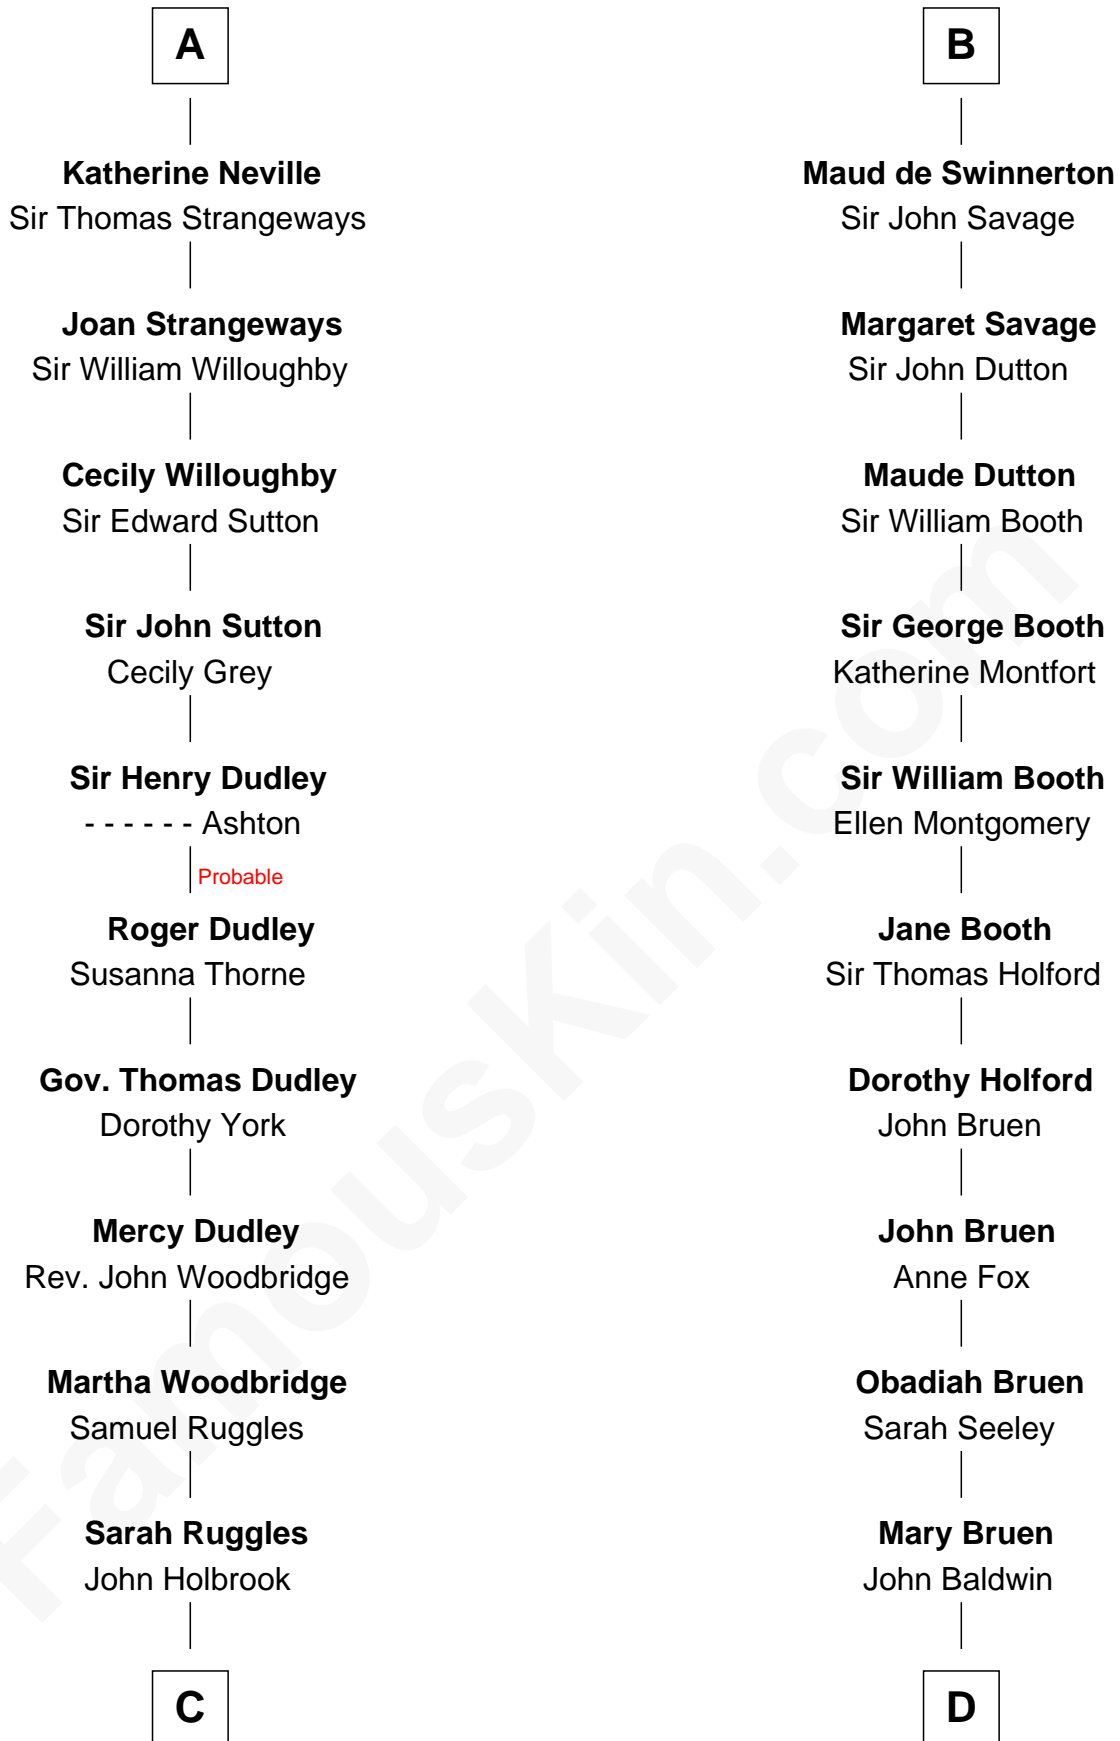 A
Katherine Neville
Sir Thomas Strangeways
Joan Strangeways
Sir William Willoughby
Cecily Willoughby
Sir Edward Sutton
Sir John Sutton
Cecily Grey
Sir Henry Dudley
- - - - - - Ashton
Probable
Roger Dudley
Susanna Thorne
Gov. Thomas Dudley
Dorothy York
Mercy Dudley
Rev. John Woodbridge
Martha Woodbridge
Samuel Ruggles
Sarah Ruggles
John Holbrook
C
B
Maud de Swinnerton
Sir John Savage
Margaret Savage
Sir John Dutton
Maude Dutton
Sir William Booth
Sir George Booth
Katherine Montfort
Sir William Booth
Ellen Montgomery
Jane Booth
Sir Thomas Holford
Dorothy Holford
John Bruen
John Bruen
Anne Fox
Obadiah Bruen
Sarah Seeley
Mary Bruen
John Baldwin
D
FamousKin.com